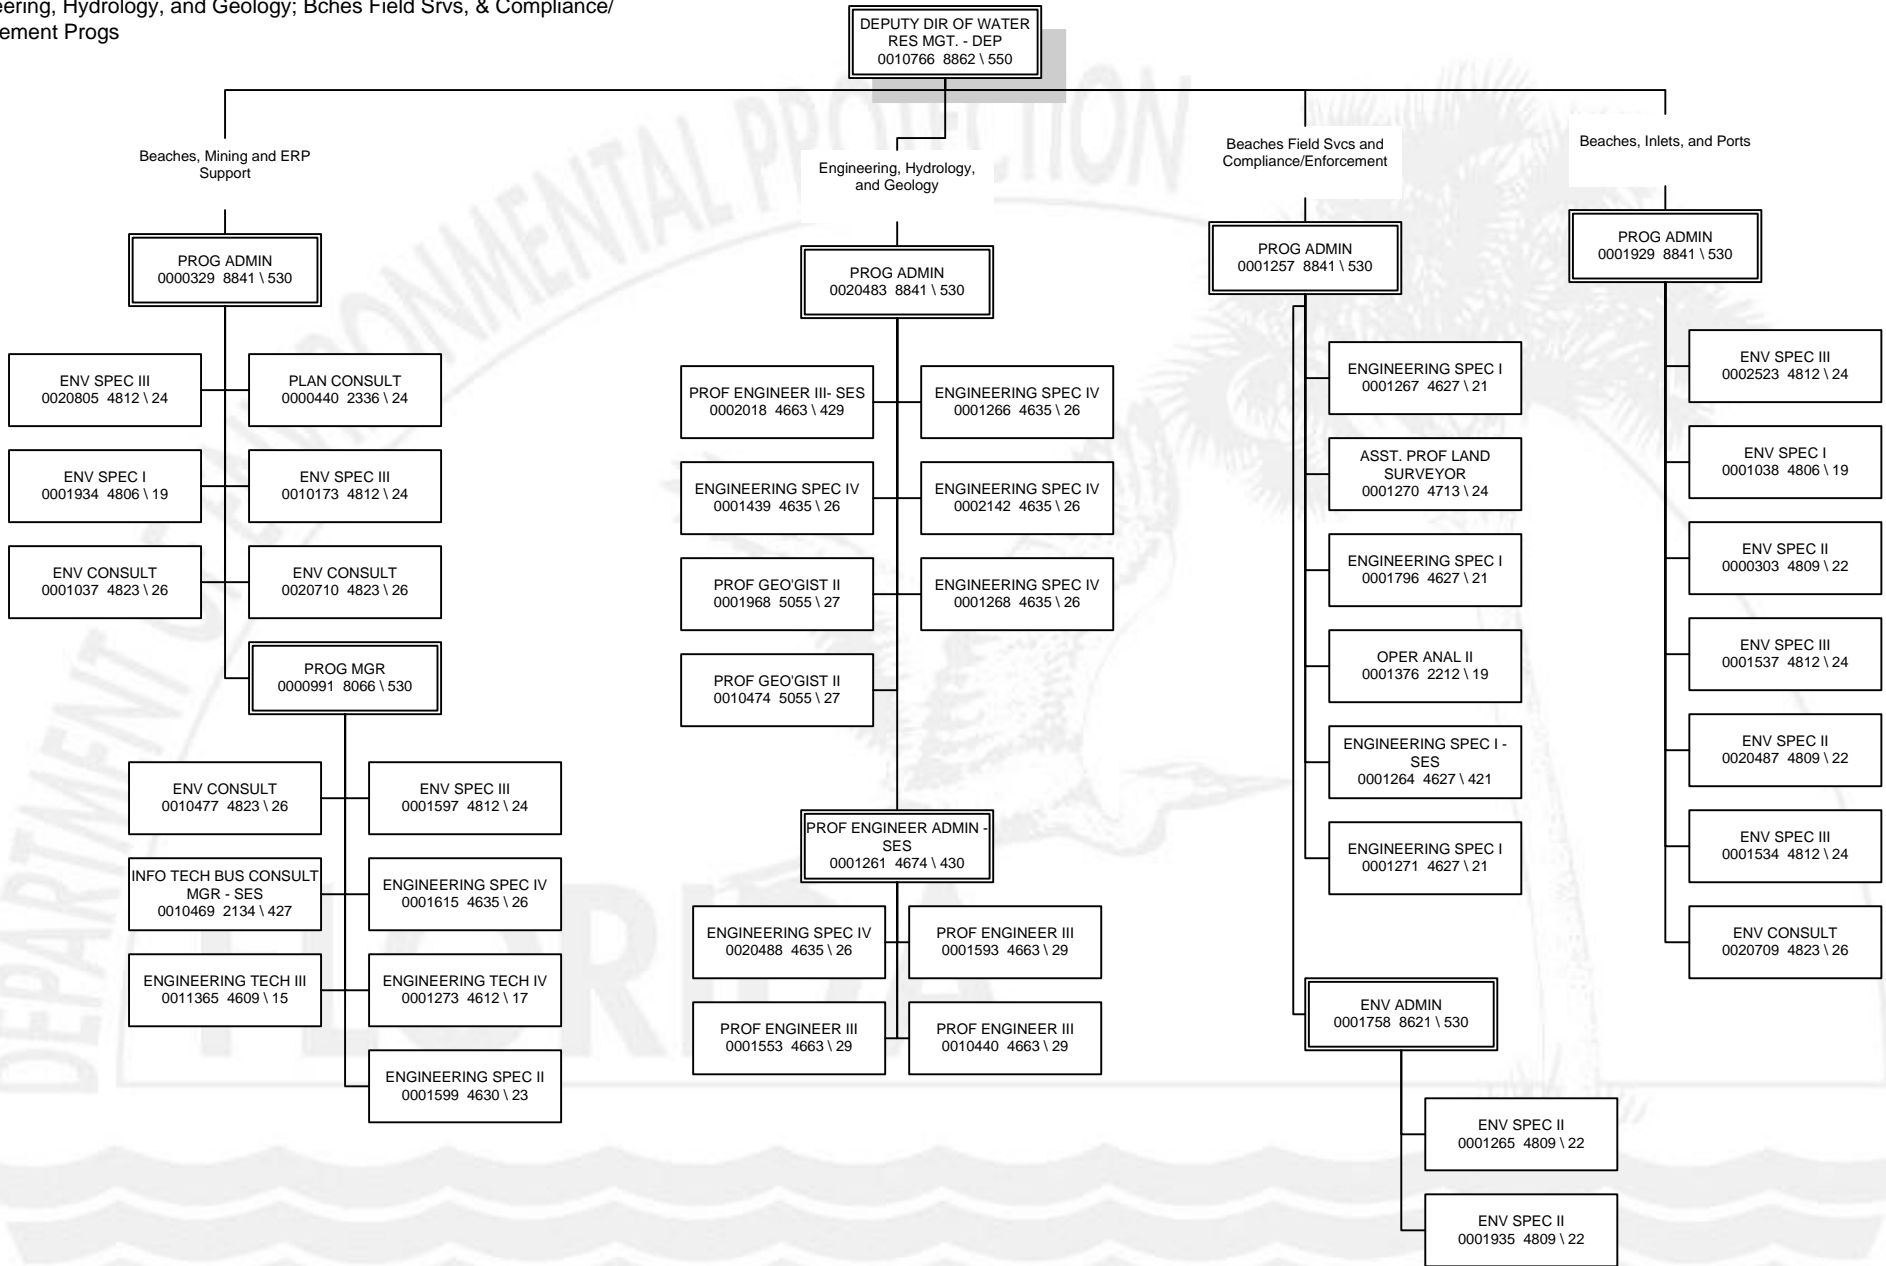 ering, Hydrology, and Geology; Bches Field Srvs, & Compliance/
ement Progs
DEPUTY DIR OF WATER
RES MGT. - DEP
0010766 8862 \ 550
Beaches, Mining and ERP
Support
Engineering, Hydrology,
and Geology
Beaches Field Svcs and
Compliance/Enforcement
Beaches, Inlets, and Ports
PROG ADMIN
0000329 8841 \ 530
ENV SPEC III
0020805 4812 \ 24
PLAN CONSULT
0000440 2336 \ 24
ENV SPEC I
0001934 4806 \ 19
ENV SPEC III
0010173 4812 \ 24
ENV CONSULT
0001037 4823 \ 26
ENV CONSULT
0020710 4823 \ 26
PROG MGR
0000991 8066 \ 530
ENV CONSULT
0010477 4823 \ 26
ENV SPEC III
0001597 4812 \ 24
INFO TECH BUS CONSULT
MGR - SES
0010469 2134 \ 427
ENGINEERING SPEC IV
0001615 4635 \ 26
ENGINEERING TECH III
0011365 4609 \ 15
ENGINEERING TECH IV
0001273 4612 \ 17
ENGINEERING SPEC II
0001599 4630 \ 23
PROG ADMIN
0020483 8841 \ 530
PROF ENGINEER III- SES
0002018 4663 \ 429
ENGINEERING SPEC IV
0001266 4635 \ 26
ENGINEERING SPEC IV
0001439 4635 \ 26
ENGINEERING SPEC IV
0002142 4635 \ 26
PROF GEO'GIST II
0001968 5055 \ 27
ENGINEERING SPEC IV
0001268 4635 \ 26
PROF GEO'GIST II
0010474 5055 \ 27
PROF ENGINEER ADMIN -
SES
0001261 4674 \ 430
ENGINEERING SPEC IV
0020488 4635 \ 26
PROF ENGINEER III
0001593 4663 \ 29
PROF ENGINEER III
0001553 4663 \ 29
PROF ENGINEER III
0010440 4663 \ 29
PROG ADMIN
0001257 8841 \ 530
ENGINEERING SPEC I
0001267 4627 \ 21
ASST. PROF LAND
SURVEYOR
0001270 4713 \ 24
ENGINEERING SPEC I
0001796 4627 \ 21
OPER ANAL II
0001376 2212 \ 19
ENGINEERING SPEC I -
SES
0001264 4627 \ 421
ENGINEERING SPEC I
0001271 4627 \ 21
ENV ADMIN
0001758 8621 \ 530
ENV SPEC II
0001265 4809 \ 22
ENV SPEC II
0001935 4809 \ 22
PROG ADMIN
0001929 8841 \ 530
ENV SPEC III
0002523 4812 \ 24
ENV SPEC I
0001038 4806 \ 19
ENV SPEC II
0000303 4809 \ 22
ENV SPEC III
0001537 4812 \ 24
ENV SPEC II
0020487 4809 \ 22
ENV SPEC III
0001534 4812 \ 24
ENV CONSULT
0020709 4823 \ 26
DEPARTMENT OF ENVIRONMENTAL PROTECTION
FLORIDA